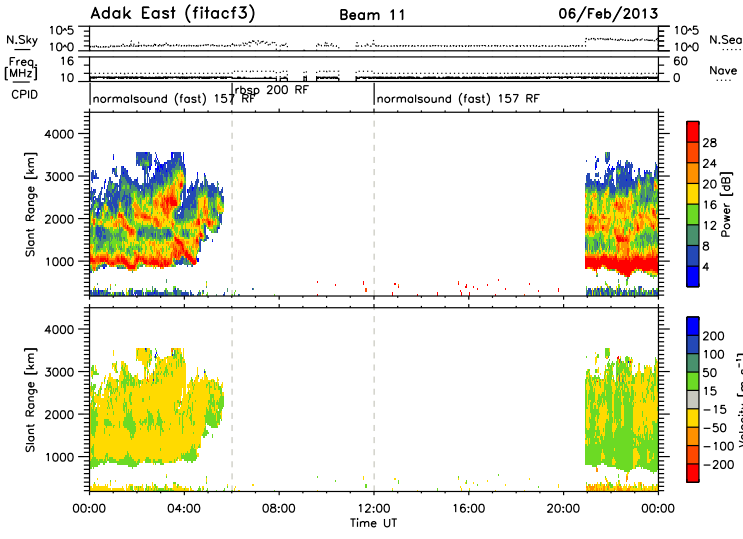 Adak East (fitacf3) Beam 11 06/Feb/2013
N.Sky 10^5 10^0 10^5 10^0 N.Sea
Freq. [MHz] 16 10 60 0 Nave
CPID normalsound (fast) 157 RF rbsp 200 RF normalsound (fast) 157 RF
Slant Range [km] 4000 3000 2000 1000
28 24 20 16 12 8 4 Power [dB]
Slant Range [km] 4000 3000 2000 1000
200 100 50 15 -15 -50 -100 -200 Velocity [m s^-1]
00:00 04:00 08:00 12:00 16:00 20:00 00:00
Time UT